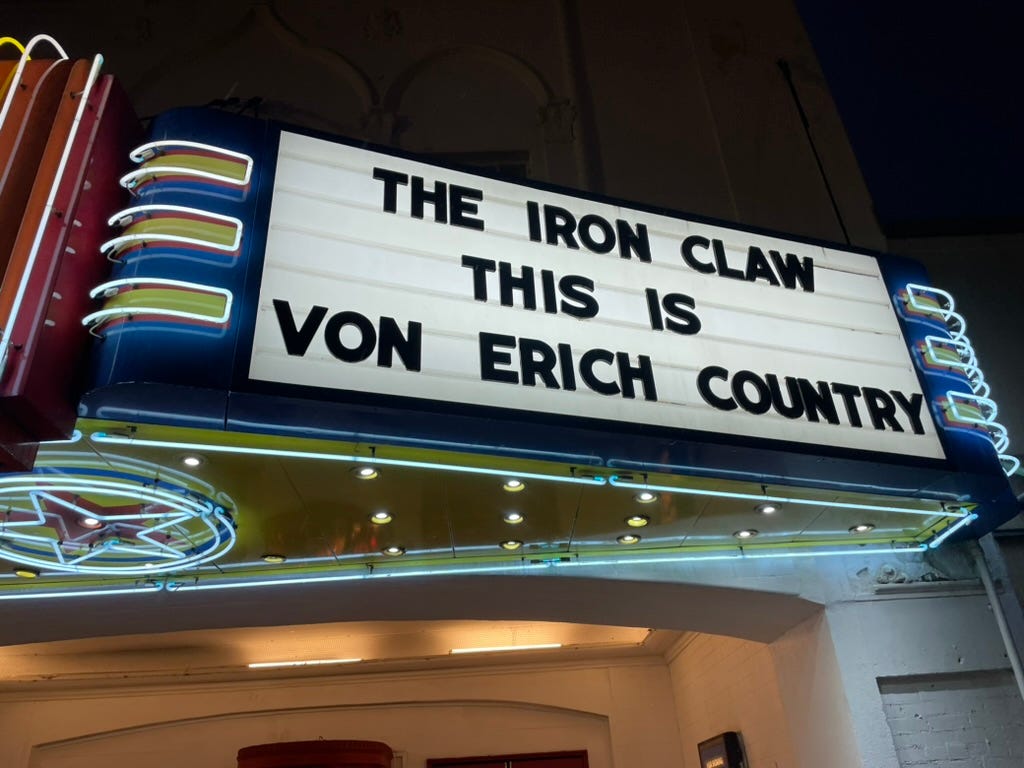 THE IRON CLAW
THIS IS
VON ERICH COUNTRY